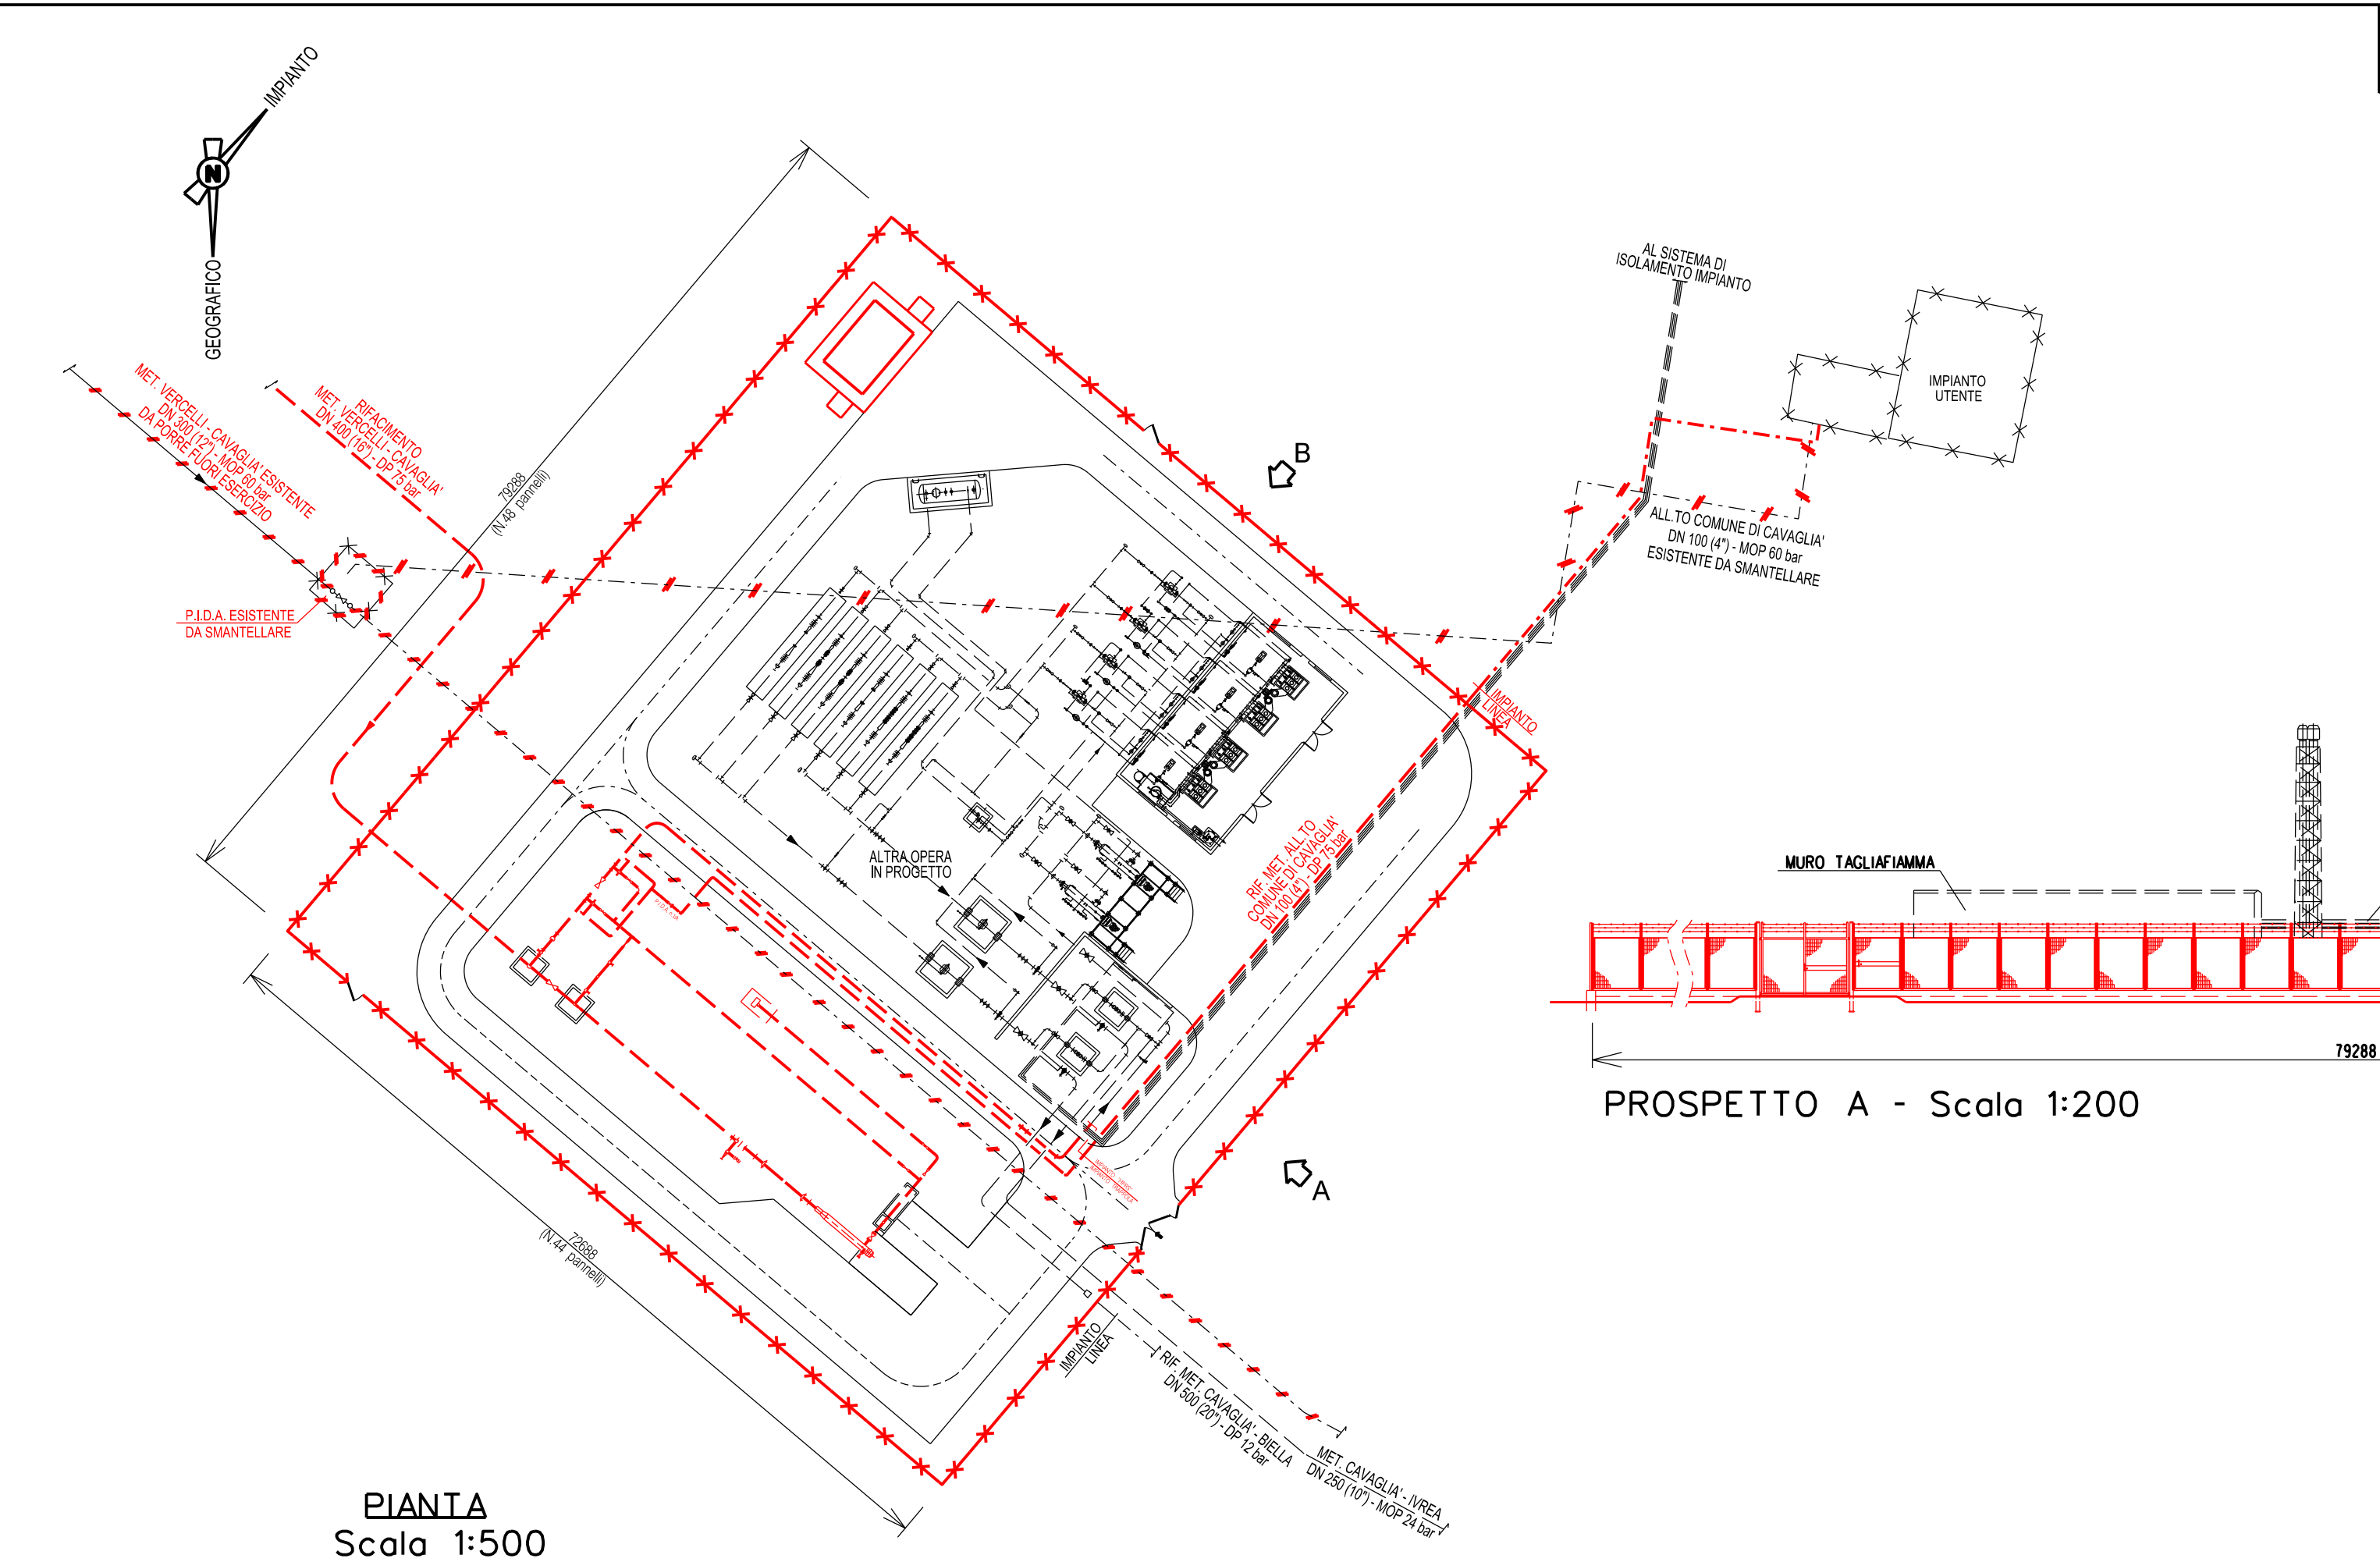 IMPIANTO
N
GEOGRAFICO
MET. VERCELLI - CAVAGLIA' ESISTENTE
DN 300 (12") - MOP 60 bar
DA PORRE FUORI ESERCIZIO
RIFACIMENTO
MET. VERCELLI - CAVAGLIA'
DN 400 (16") - DP 75 bar
79288
(N.48 pannelli)
P.I.D.A. ESISTENTE
DA SMANTELLARE
B
AL SISTEMA DI
ISOLAMENTO IMPIANTO
IMPIANTO
UTENTE
ALL.TO COMUNE DI CAVAGLIA'
DN 100 (4") - MOP 60 bar
ESISTENTE DA SMANTELLARE
IMPIANTO
LINEA
ALTRA OPERA
IN PROGETTO
RIF. MET. ALL.TO
COMUNE DI CAVAGLIA'
DN 100 (4") - DP 75 bar
MURO TAGLIAFIAMMA
79288
PROSPETTO A - Scala 1:200
A
72688
(N.44 pannelli)
IMPIANTO
LINEA
RIF. MET. CAVAGLIA' - BIELLA
DN 500 (20") - DP 12 bar
MET. CAVAGLIA' - IVREA
DN 250 (10") - MOP 24 bar
PIANTA
Scala 1:500